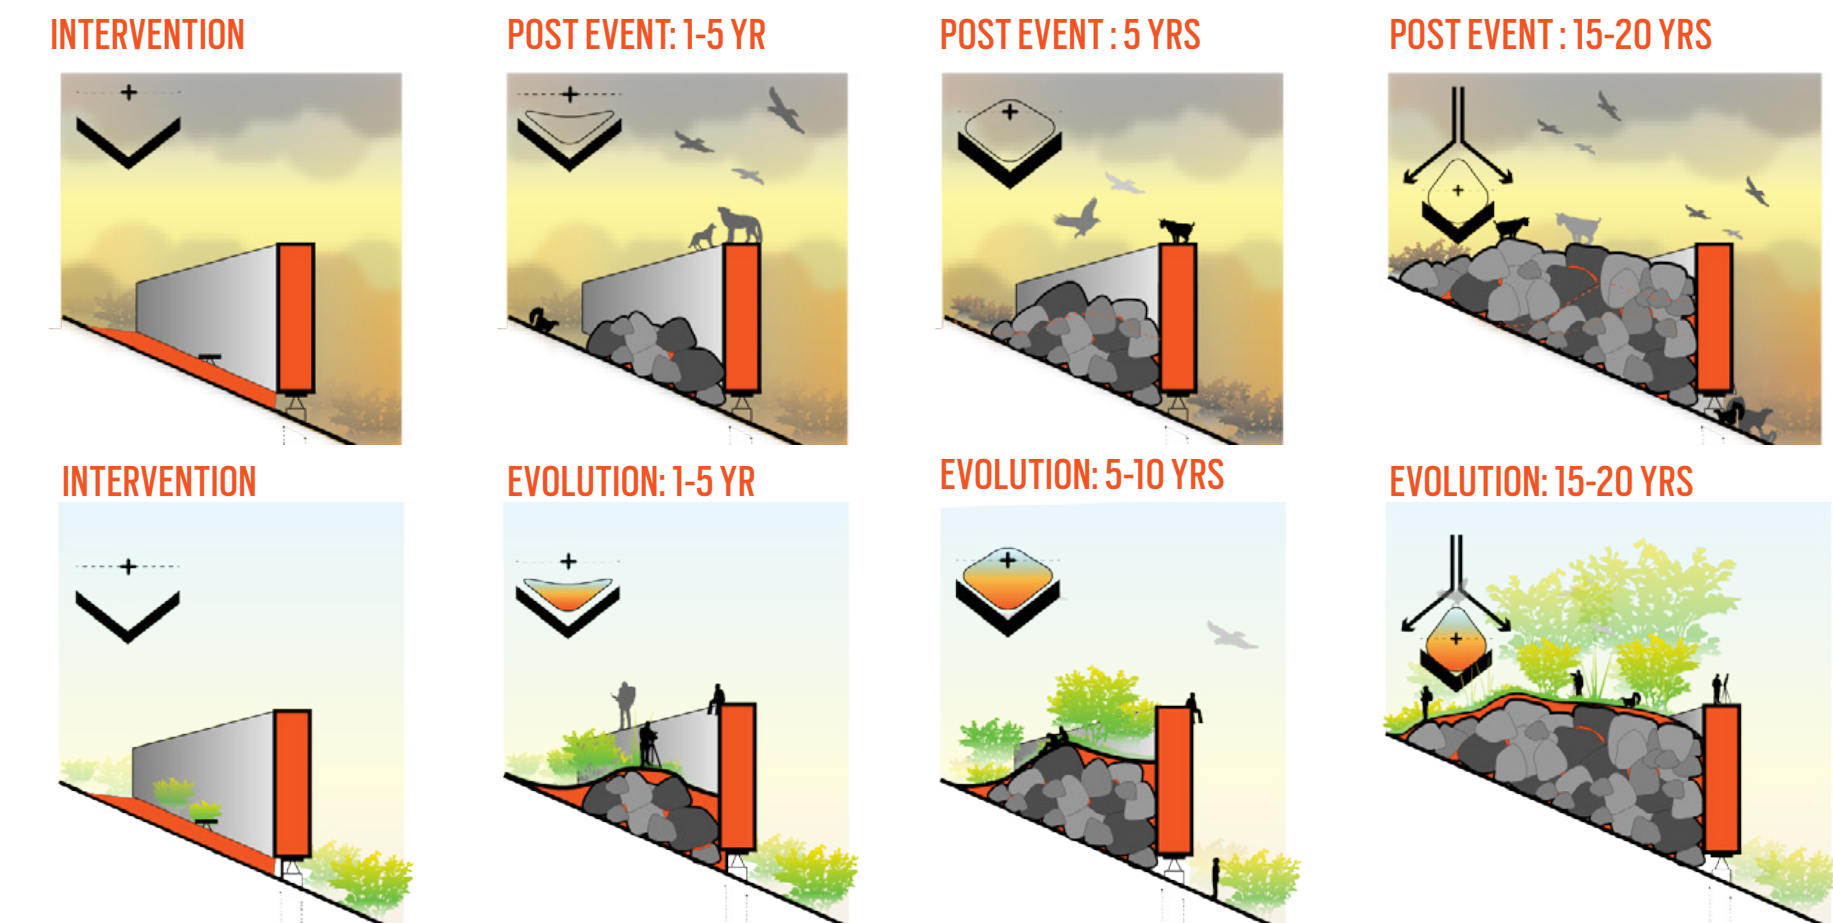 INTERVENTION
POST EVENT: 1-5 YR
POST EVENT : 5 YRS
POST EVENT : 15-20 YRS
INTERVENTION
EVOLUTION: 1-5 YR
EVOLUTION: 5-10 YRS
EVOLUTION: 15-20 YRS